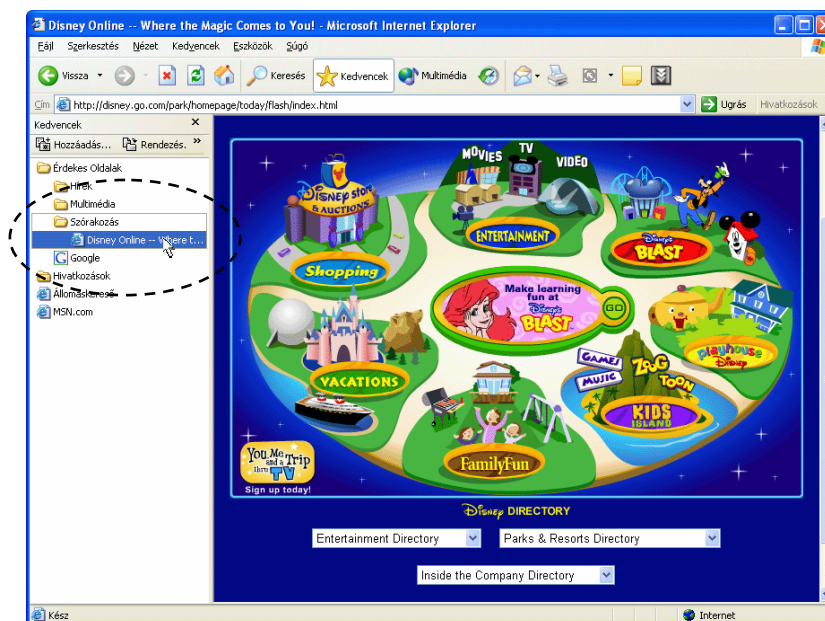 Disney Online -- Where the Magic Comes to You! - Microsoft Internet Explorer
Fájl Szerkesztés Nézet Kedvencek Eszközök Súgó
Vissza Keresés Kedvencek Multimédia
Cím http://disney.go.com/park/homepage/today/flash/index.html Ugrás Hivatkozások
Kedvencek x
Hozzáadás... Rendezés. »
Érdekes Oldalak
Hírek
Multimédia
Szórakozás
Disney Online -- Where t...
Google
Hivatkozások
Állomáskereső
MSN.com
MOVIES TV VIDEO
Disney store
& AUCTIONS
ENTERTAINMENT
Disney's
BLAST
Shopping
Make learning
fun at
Disney's
BLAST
GO
playhouse
Disney
VACATIONS
GAMES
MUSIC
ZOOG
TOON
KIDS
ISLAND
FamilyFun
You, Me
and a Trip
thru TV
Sign up today!
Disney DIRECTORY
Entertainment Directory Parks & Resorts Directory
Inside the Company Directory
Kész Internet